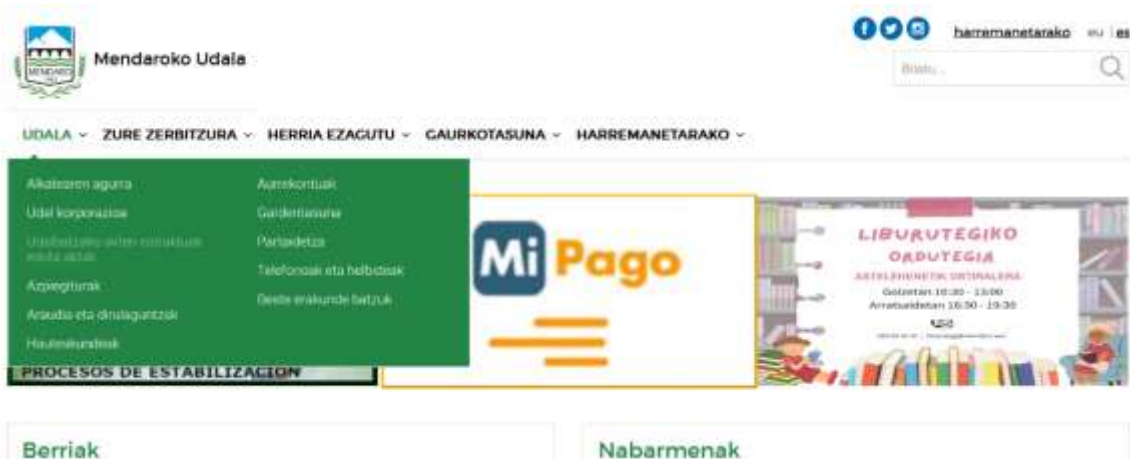 harremanetarako eu | es
MENDARO
Mendaroko Udala
Bilatu...
UDALA ZURE ZERBITZURA HERRIA EZAGUTU GAURKOTASUNA HARREMANETARAKO
Alkatearen agurra
Udal korporazioa
Azpiegiturak
Araudia eta dirulaguntzak
Hauteskundeak
Aurrekontuak
Gardentasuna
Partaidetza
Telefonoak eta helbideak
Beste erakunde batzuk
PROCESOS DE ESTABILIZACION
Mi Pago
LIBURUTEGIKO
ORDUTEGIA
ASTELEHENETIK OSTIRALERA
Goizetan 10:30 - 13:00
Arratsaldetan 16:30 - 19:30
Berriak
Nabarmenak